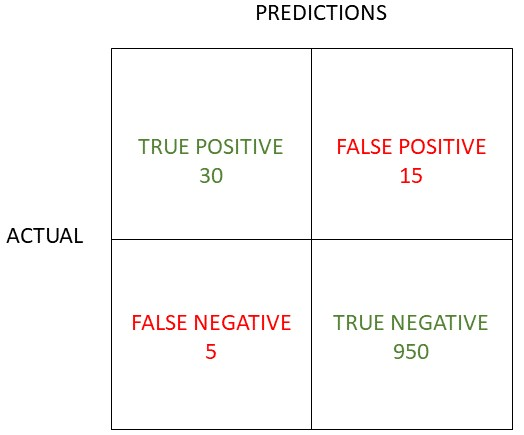 PREDICTIONS
TRUE POSITIVE
30
FALSE POSITIVE
15
ACTUAL
FALSE NEGATIVE
5
TRUE NEGATIVE
950